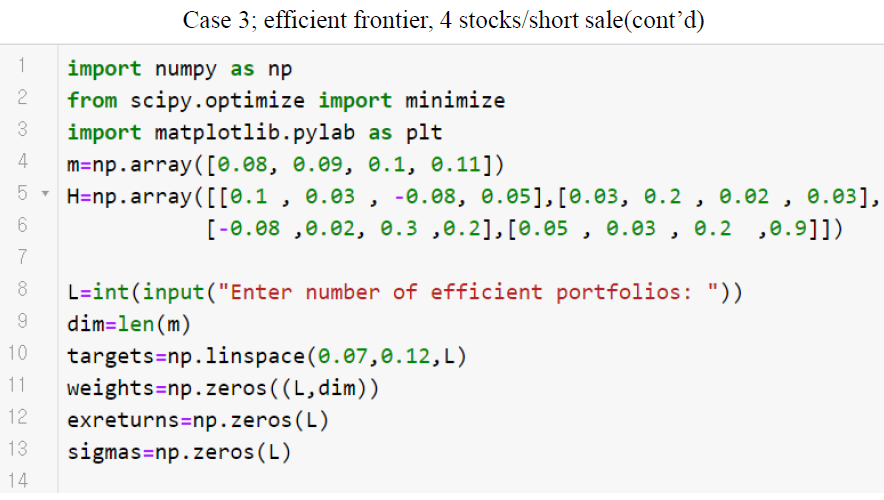 Case 3; efficient frontier, 4 stocks/short sale(cont’d)
1 import numpy as np
2 from scipy.optimize import minimize
3 import matplotlib.pylab as plt
4 m=np.array([0.08, 0.09, 0.1, 0.11])
5 H=np.array([[0.1 , 0.03 , -0.08, 0.05],[0.03, 0.2 , 0.02 , 0.03],
6 [-0.08 ,0.02, 0.3 ,0.2],[0.05 , 0.03 , 0.2  ,0.9]])
7
8 L=int(input("Enter number of efficient portfolios: "))
9 dim=len(m)
10 targets=np.linspace(0.07,0.12,L)
11 weights=np.zeros((L,dim))
12 exreturns=np.zeros(L)
13 sigmas=np.zeros(L)
14